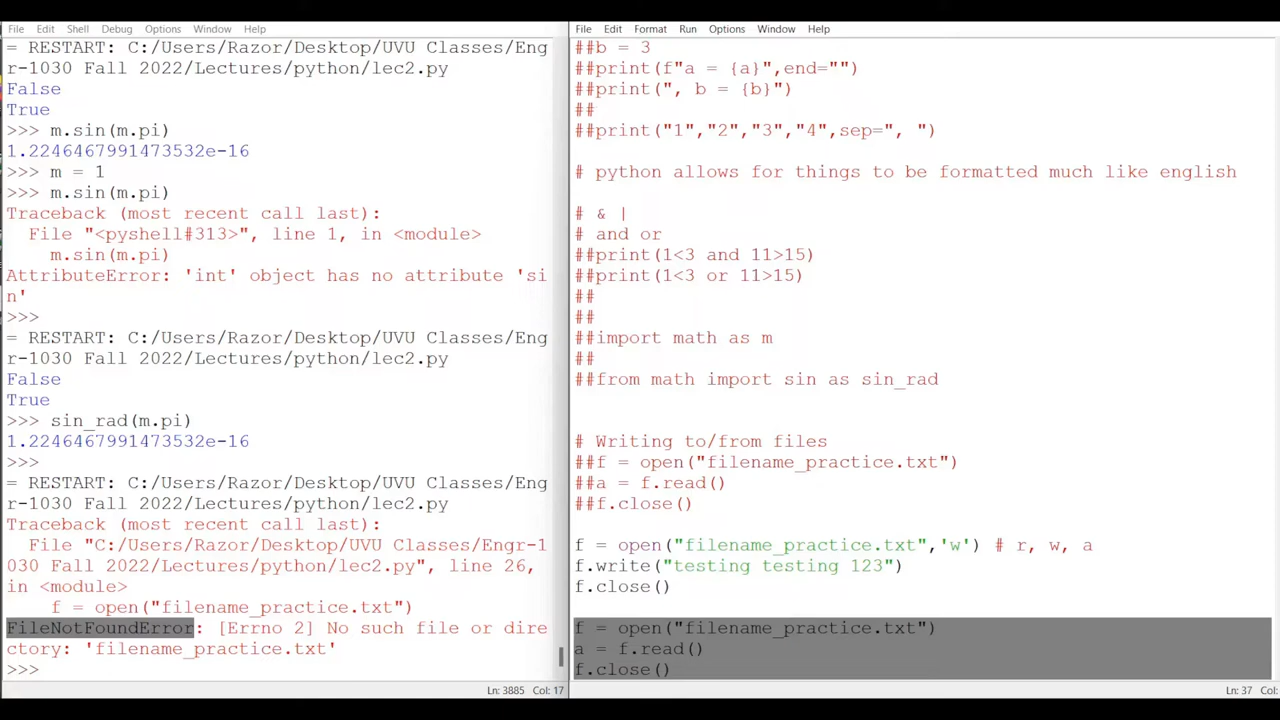 File Edit Shell Debug Options Window Help
= RESTART: C:/Users/Razor/Desktop/UVU Classes/Eng
r-1030 Fall 2022/Lectures/python/lec2.py
False
True
>>> m.sin(m.pi)
1.2246467991473532e-16
>>> m = 1
>>> m.sin(m.pi)
Traceback (most recent call last):
  File "<pyshell#313>", line 1, in <module>
    m.sin(m.pi)
AttributeError: 'int' object has no attribute 'si
n'
>>>
= RESTART: C:/Users/Razor/Desktop/UVU Classes/Eng
r-1030 Fall 2022/Lectures/python/lec2.py
False
True
>>> sin_rad(m.pi)
1.2246467991473532e-16
>>>
= RESTART: C:/Users/Razor/Desktop/UVU Classes/Eng
r-1030 Fall 2022/Lectures/python/lec2.py
Traceback (most recent call last):
  File "C:/Users/Razor/Desktop/UVU Classes/Engr-1
030 Fall 2022/Lectures/python/lec2.py", line 26,
in <module>
    f = open("filename_practice.txt")
FileNotFoundError: [Errno 2] No such file or dire
ctory: 'filename_practice.txt'
>>>
Ln: 3885 Col: 17
File Edit Format Run Options Window Help
##b = 3
##print(f"a = {a}",end="")
##print(", b = {b}")
##
##print("1","2","3","4",sep=", ")
# python allows for things to be formatted much like english
# & |
# and or
##print(1<3 and 11>15)
##print(1<3 or 11>15)
##
##
##import math as m
##
##from math import sin as sin_rad
# Writing to/from files
##f = open("filename_practice.txt")
##a = f.read()
##f.close()
f = open("filename_practice.txt",'w') # r, w, a
f.write("testing testing 123")
f.close()
f = open("filename_practice.txt")
a = f.read()
f.close()
Ln: 37 Col: